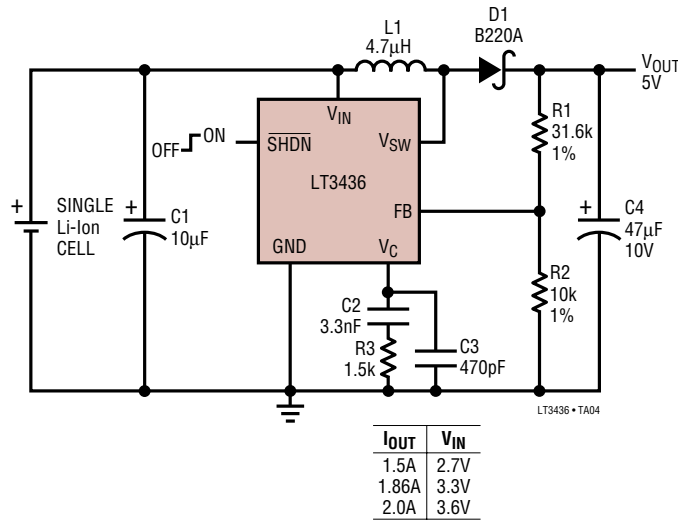 L1
4.7µH
D1
B220A
VOUT
5V
VIN
SHDN
VSW
LT3436
FB
GND
VC
OFF
ON
R1
31.6k
1%
+
SINGLE
Li-Ion
CELL
+
C1
10µF
+
C4
47µF
10V
R2
10k
1%
C2
3.3nF
R3
1.5k
C3
470pF
LT3436 • TA04
IOUT VIN
1.5A 2.7V
1.86A 3.3V
2.0A 3.6V